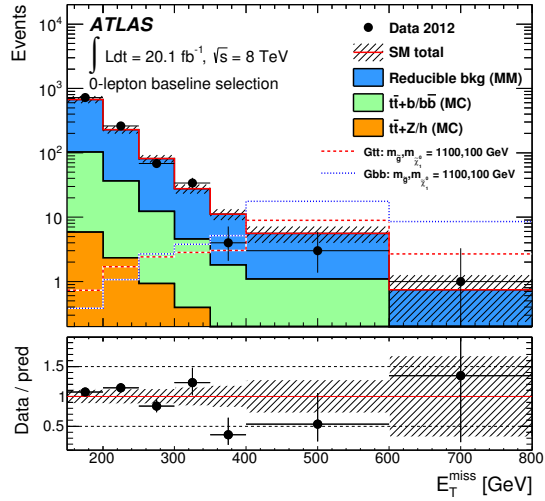 Events
ATLAS
∫ Ldt = 20.1 fb⁻¹, √s = 8 TeV
0-lepton baseline selection
Data 2012
SM total
Reducible bkg (MM)
tt̄+b/bb̄ (MC)
tt̄+Z/h (MC)
Gtt: m_g̃,m_χ̃₁⁰ = 1100,100 GeV
Gbb: m_g̃,m_χ̃₁⁰ = 1100,100 GeV
10⁴
10³
10²
10
1
Data / pred
1.5
1
0.5
200 300 400 500 600 700 800
E_T^miss [GeV]